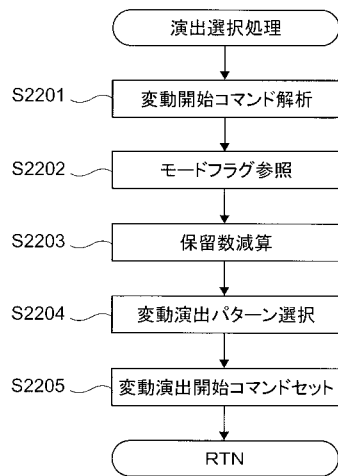 演出選択処理
S2201 変動開始コマンド解析
S2202 モードフラグ参照
S2203 保留数減算
S2204 変動演出パターン選択
S2205 変動演出開始コマンドセット
RTN